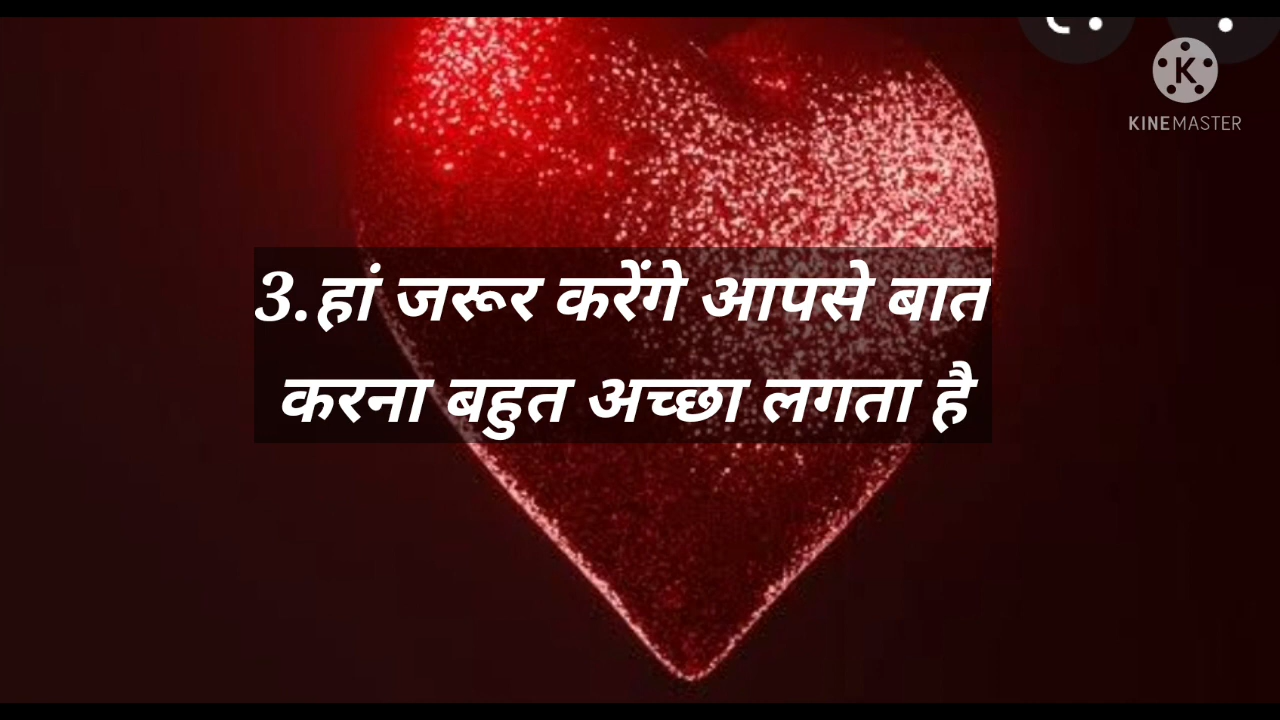 KINEMASTER
3.हां जरूर करेंगे आपसे बात
करना बहुत अच्छा लगता है